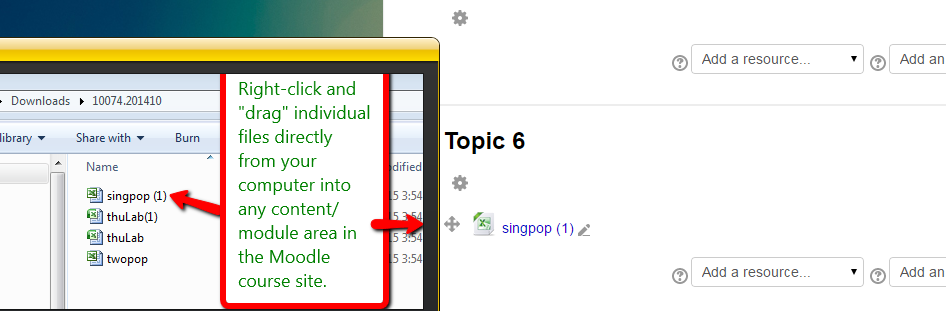 Add a resource...
Add an
Downloads
10074.201410
library
Share with
Burn
Name
odified
singpop (1)
15 3:54
thuLab(1)
15 3:54
thuLab
15 3:54
twopop
15 3:54
Right-click and
"drag" individual
files directly
from your
computer into
any content/
module area in
the Moodle
course site.
Topic 6
singpop (1)
Add a resource...
Add an